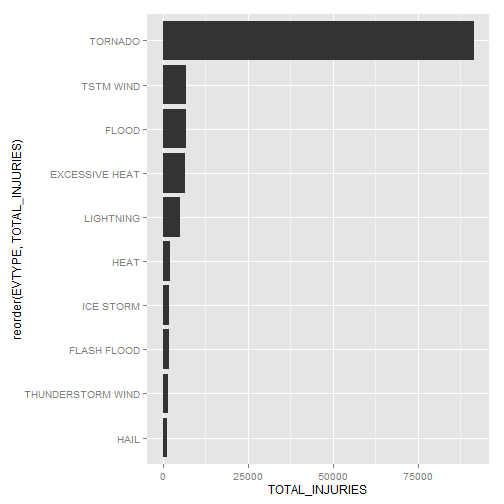 reorder(EVTYPE, TOTAL_INJURIES)
TORNADO
TSTM WIND
FLOOD
EXCESSIVE HEAT
LIGHTNING
HEAT
ICE STORM
FLASH FLOOD
THUNDERSTORM WIND
HAIL
0 25000 50000 75000
TOTAL_INJURIES